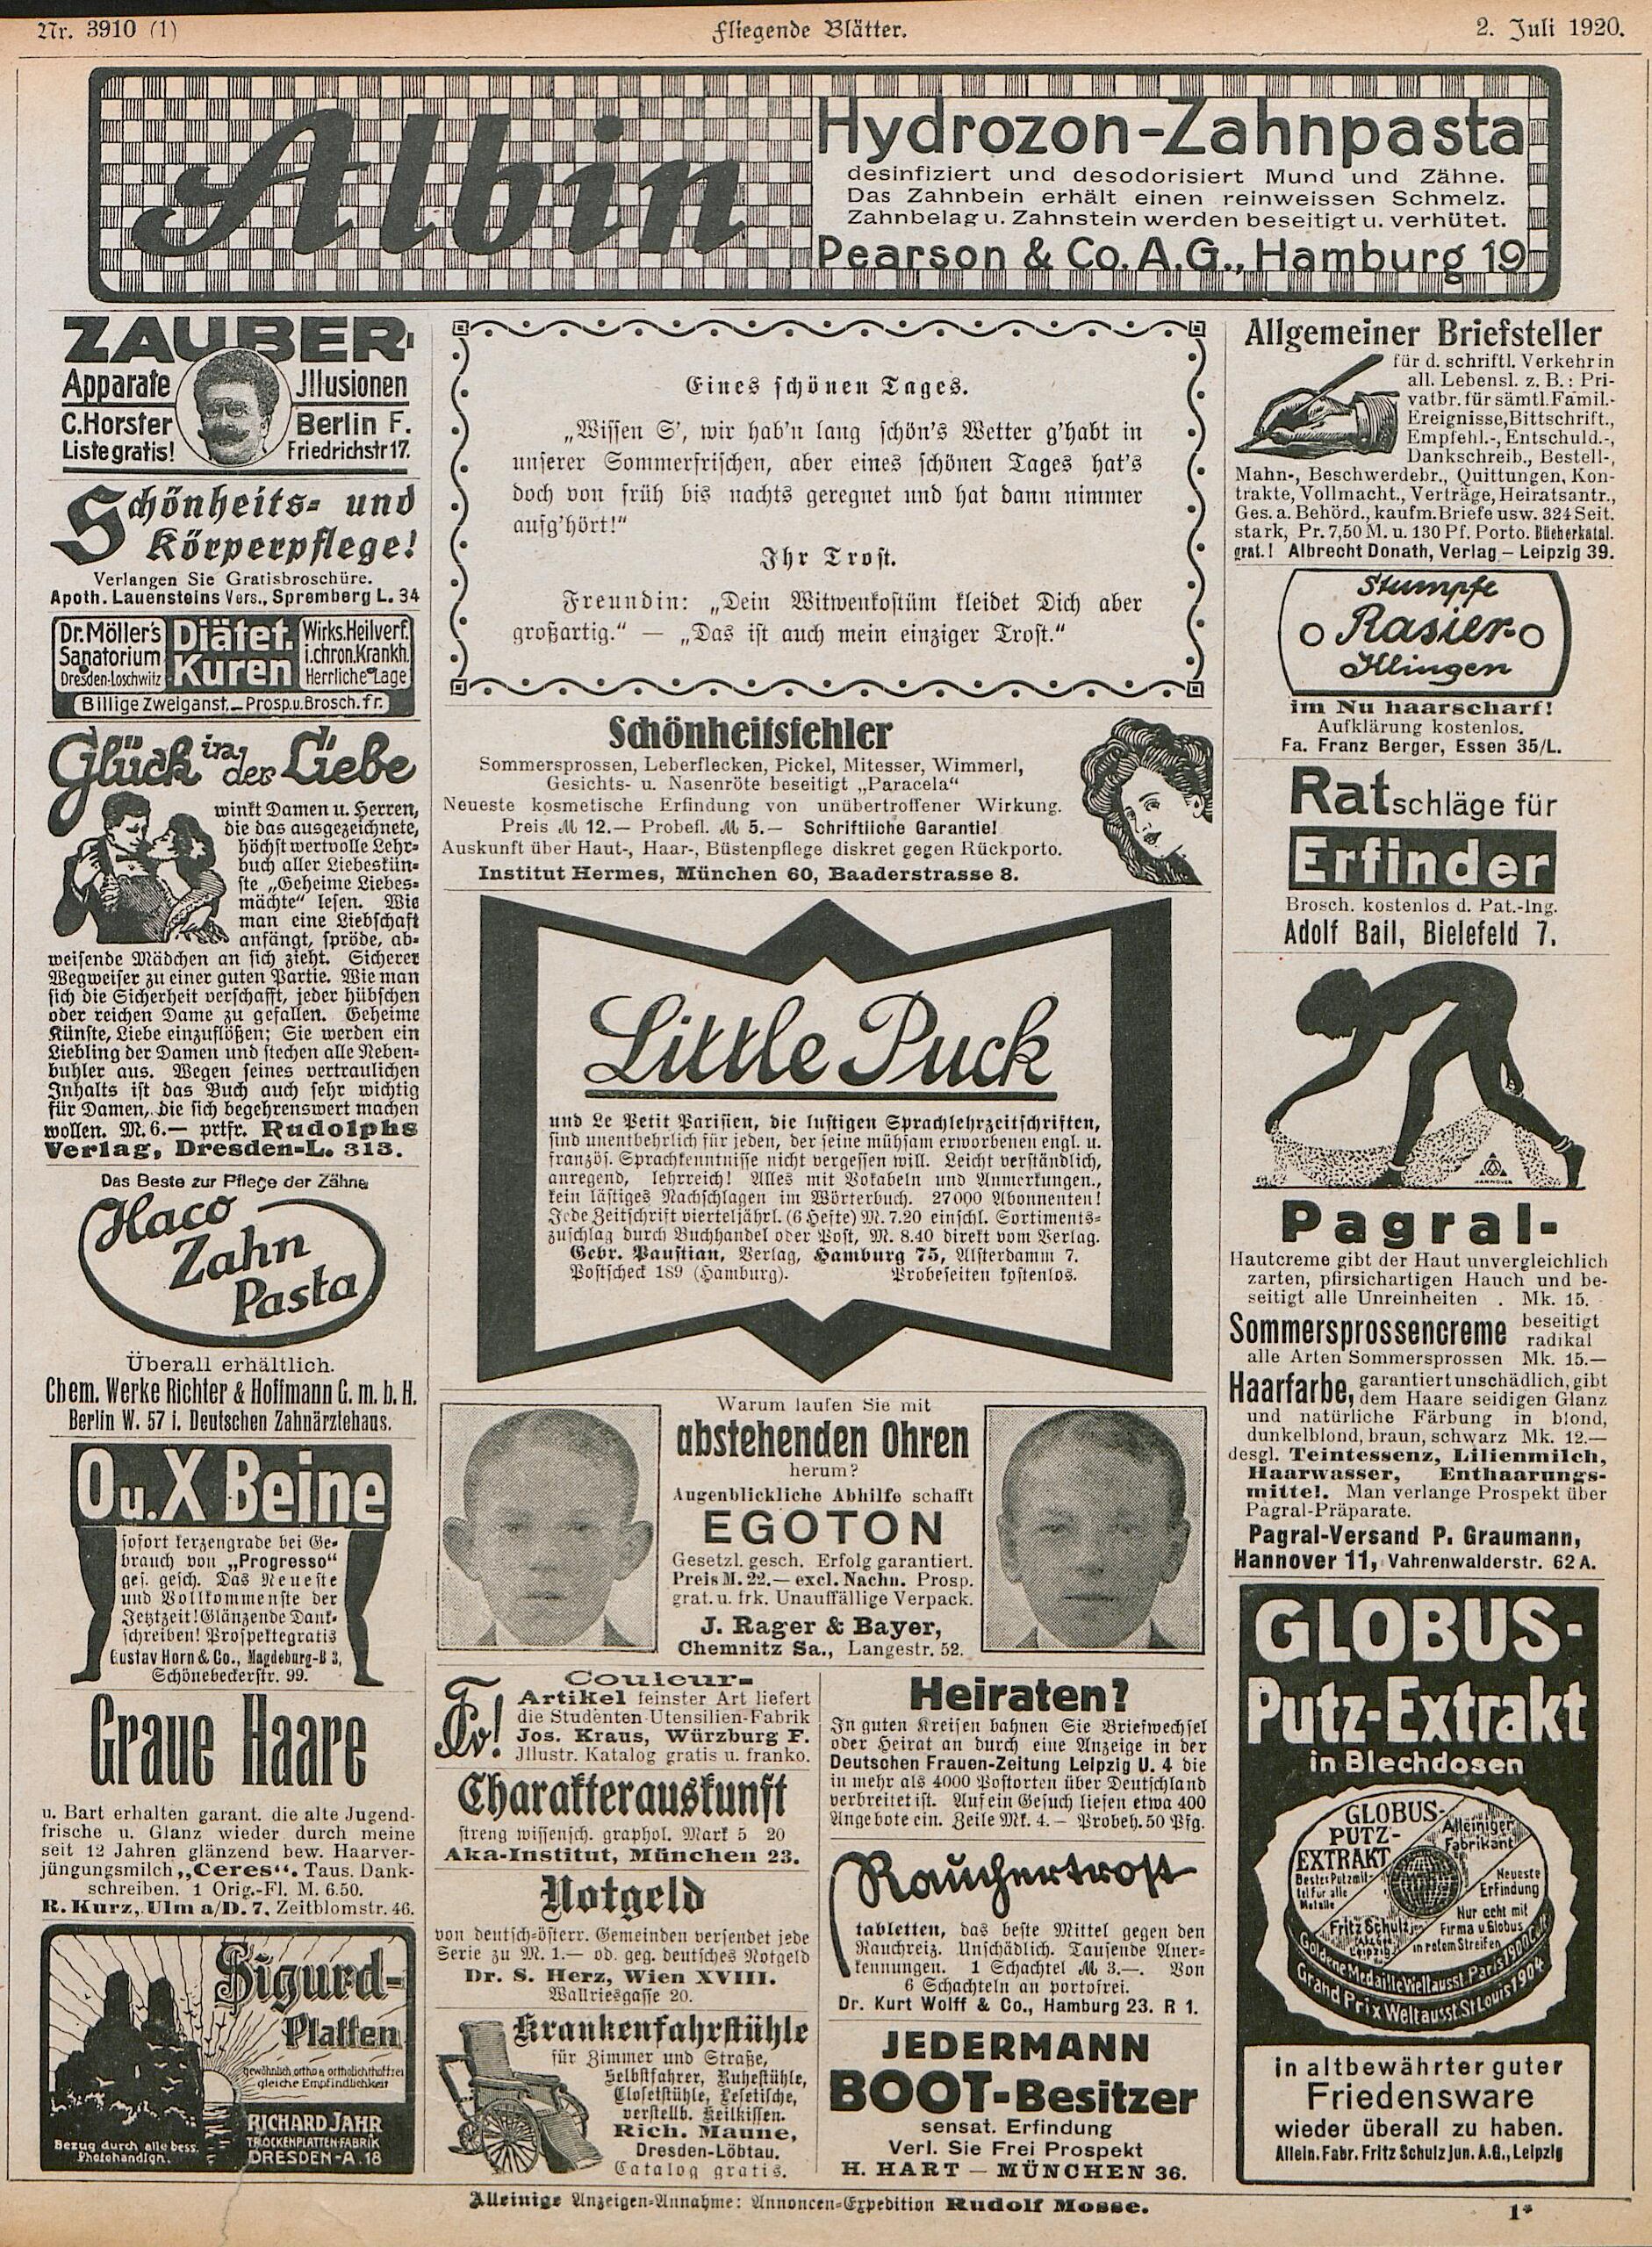 Nr. 3910 (1)
Fliegende Blätter.
2. Juli 1920.
Albin
Hydrozon-Zahnpasta
desinfiziert und desodorisiert Mund und Zähne.
Das Zahnbein erhält einen reinweissen Schmelz.
Zahnbelag u. Zahnstein werden beseitigt u. verhütet.
Pearson & Co. A.G., Hamburg 19
ZAUBER-
Apparate Jllusionen
C. Horster Berlin F.
Liste gratis! Friedrichstr 17.
Schönheits- und
Körperpflege!
Verlangen Sie Gratisbroschüre.
Apoth. Lauensteins Vers., Spremberg L. 34
Dr. Möller's
Sanatorium
Dresden-Loschwitz
Diätet.
Kuren
Wirks. Heilverf.
i. chron. Krankh.
Herrliche Lage
Billige Zweiganst. – Prosp. u. Brosch. fr.
Glück in der Liebe
winkt Damen u. Herren,
die das ausgezeichnete,
höchst wertvolle Lehr-
buch aller Liebeskün-
ste „Geheime Liebes-
mächte“ lesen. Wie
man eine Liebschaft
anfängt, spröde, ab-
weisende Mädchen an sich zieht. Sicherer
Wegweiser zu einer guten Partie. Wie man
sich die Sicherheit verschafft, jeder hübschen
oder reichen Dame zu gefallen. Geheime
Künste, Liebe einzuflößen; Sie werden ein
Liebling der Damen und stechen alle Neben-
buhler aus. Wegen seines vertraulichen
Inhalts ist das Buch auch sehr wichtig
für Damen, die sich begehrenswert machen
wollen. M. 6.— prtfr. Rudolphs
Verlag, Dresden-L. 313.
Das Beste zur Pflege der Zähne
Haco
Zahn
Pasta
Überall erhältlich.
Chem. Werke Richter & Hoffmann G. m. b. H.
Berlin W. 57 i. Deutschen Zahnärztehaus.
O u. X Beine
sofort kerzengrade bei Ge-
brauch von „Progresso“
ges. gesch. Das Neueste
und Vollkommenste der
Jetztzeit! Glänzende Dank-
schreiben! Prospekte gratis
Gustav Horn & Co., Magdeburg-B 3,
Schönebeckerstr. 99.
Graue Haare
u. Bart erhalten garant. die alte Jugend-
frische u. Glanz wieder durch meine
seit 12 Jahren glänzend bew. Haarver-
jüngungsmilch „Ceres“. Taus. Dank-
schreiben. 1 Orig.-Fl. M. 6.50.
R. Kurz, Ulm a/D. 7, Zeitblomstr. 46.
Sigurd-
Platten
gewöhnlich ortho u ortholichthoffrei
gleiche Empfindlichkeit
RICHARD JAHR
TROCKENPLATTEN-FABRIK
DRESDEN-A. 18
Bezug durch alle bess.
Photohandlgn.
Eines schönen Tages.
„Wissen S', wir hab'n lang schön's Wetter g'habt in
unserer Sommerfrischen, aber eines schönen Tages hat's
doch von früh bis nachts geregnet und hat dann nimmer
aufg'hört!“
Ihr Trost.
Freundin: „Dein Witwenkostüm kleidet Dich aber
großartig.“ — „Das ist auch mein einziger Trost.“
Schönheitsfehler
Sommersprossen, Leberflecken, Pickel, Mitesser, Wimmerl,
Gesichts- u. Nasenröte beseitigt „Paracela“
Neueste kosmetische Erfindung von unübertroffener Wirkung.
Preis M 12.— Probefl. M 5.— Schriftliche Garantie!
Auskunft über Haut-, Haar-, Büstenpflege diskret gegen Rückporto.
Institut Hermes, München 60, Baaderstrasse 8.
Little Puck
und Le Petit Parisien, die lustigen Sprachlehrzeitschriften,
sind unentbehrlich für jeden, der seine mühsam erworbenen engl. u.
französ. Sprachkenntnisse nicht vergessen will. Leicht verständlich,
anregend, lehrreich! Alles mit Vokabeln und Anmerkungen,
kein lästiges Nachschlagen im Wörterbuch. 27000 Abonnenten!
Jede Zeitschrift vierteljährl. (6 Hefte) M. 7.20 einschl. Sortiments-
zuschlag durch Buchhandel oder Post, M. 8.40 direkt vom Verlag.
Gebr. Paustian, Verlag, Hamburg 75, Alsterdamm 7.
Postscheck 189 (Hamburg). Probeseiten kostenlos.
Warum laufen Sie mit
abstehenden Ohren
herum?
Augenblickliche Abhilfe schafft
EGOTON
Gesetzl. gesch. Erfolg garantiert.
Preis M. 22.— excl. Nachn. Prosp.
grat. u. frk. Unauffällige Verpack.
J. Rager & Bayer,
Chemnitz Sa., Langestr. 52.
Couleur-
Artikel feinster Art liefert
die Studenten-Utensilien-Fabrik
Jos. Kraus, Würzburg F.
Jllustr. Katalog gratis u. franko.
Charakterauskunft
streng wissensch. graphol. Mark 5 20
Aka-Institut, München 23.
Notgeld
von deutsch-österr. Gemeinden versendet jede
Serie zu M. 1.— od. geg. deutsches Notgeld
Dr. S. Herz, Wien XVIII.
Wallriesgasse 20.
Krankenfahrstühle
für Zimmer und Straße,
Selbstfahrer, Ruhestühle,
Closetstühle, Lesetische,
verstellb. Keilkissen.
Rich. Maune,
Dresden-Löbtau.
Catalog gratis.
Heiraten?
In guten Kreisen bahnen Sie Briefwechsel
oder Heirat an durch eine Anzeige in der
Deutschen Frauen-Zeitung Leipzig U. 4 die
in mehr als 4000 Postorten über Deutschland
verbreitet ist. Auf ein Gesuch liefen etwa 400
Angebote ein. Zeile Mk. 4.— Probeh. 50 Pfg.
Rauchertrost
tabletten, das beste Mittel gegen den
Rauchreiz. Unschädlich. Tausende Aner-
kennungen. 1 Schachtel M 3.—. Von
6 Schachteln an portofrei.
Dr. Kurt Wolff & Co., Hamburg 23. R 1.
JEDERMANN
BOOT-Besitzer
sensat. Erfindung
Verl. Sie Frei Prospekt
H. HART — MÜNCHEN 36.
Allgemeiner Briefsteller
für d. schriftl. Verkehr in
all. Lebensl. z. B.: Pri-
vatbr. für sämtl. Famil.-
Ereignisse, Bittschrift.,
Empfehl.-, Entschuld.-,
Dankschreib., Bestell-,
Mahn-, Beschwerdebr., Quittungen, Kon-
trakte, Vollmacht., Verträge, Heiratsantr.,
Ges. a. Behörd., kaufm. Briefe usw. 324 Seit.
stark, Pr. 7,50 M. u. 130 Pf. Porto. Bücherkatal.
grat.! Albrecht Donath, Verlag – Leipzig 39.
Stumpfe
Rasier-
Klingen
im Nu haarscharf!
Aufklärung kostenlos.
Fa. Franz Berger, Essen 35/L.
Ratschläge für
Erfinder
Brosch. kostenlos d. Pat.-Ing.
Adolf Bail, Bielefeld 7.
HANNOVER
Pagral-
Hautcreme gibt der Haut unvergleichlich
zarten, pfirsichartigen Hauch und be-
seitigt alle Unreinheiten . Mk. 15.
Sommersprossencreme beseitigt
radikal
alle Arten Sommersprossen Mk. 15.—
Haarfarbe, garantiert unschädlich, gibt
dem Haare seidigen Glanz
und natürliche Färbung in blond,
dunkelblond, braun, schwarz Mk. 12.—
desgl. Teintessenz, Lilienmilch,
Haarwasser, Enthaarungs-
mittel. Man verlange Prospekt über
Pagral-Präparate.
Pagral-Versand P. Graumann,
Hannover 11, Vahrenwalderstr. 62 A.
GLOBUS-
Putz-Extrakt
in Blechdosen
GLOBUS-
PUTZ-
EXTRAKT
Bestes Putzmit-
tel für alle
Metalle
Alleiniger
Fabrikant
Fritz Schulz jun
Leipzig
Neueste
Erfindung
Nur echt mit
Firma u. Globus
in rotem Streifen
Goldene Medaille Weltausst. Paris 1900
Grand Prix Weltausst. St Louis 1904
in altbewährter guter
Friedensware
wieder überall zu haben.
Allein. Fabr. Fritz Schulz jun. A.G., Leipzig
Alleinige Anzeigen-Annahme: Annoncen-Expedition Rudolf Mosse.
1*